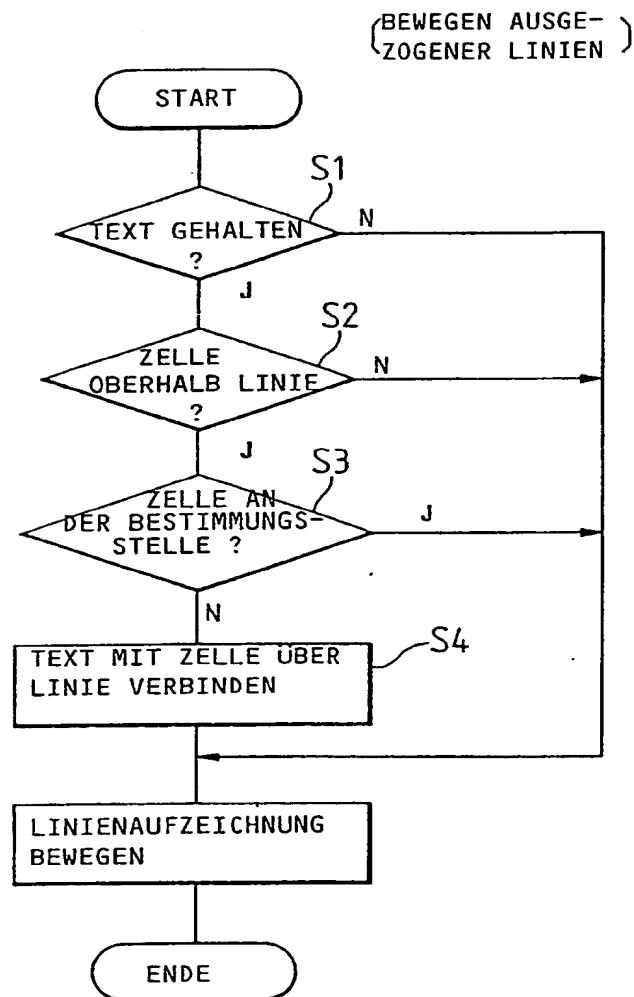 (BEWEGEN AUSGE-
ZOGENER LINIEN)
START
S1
TEXT GEHALTEN
?
N
J
S2
ZELLE
OBERHALB LINIE
?
N
J
S3
ZELLE AN
DER BESTIMMUNGS-
STELLE ?
J
N
S4
TEXT MIT ZELLE ÜBER
LINIE VERBINDEN
LINIENAUFZEICHNUNG
BEWEGEN
ENDE